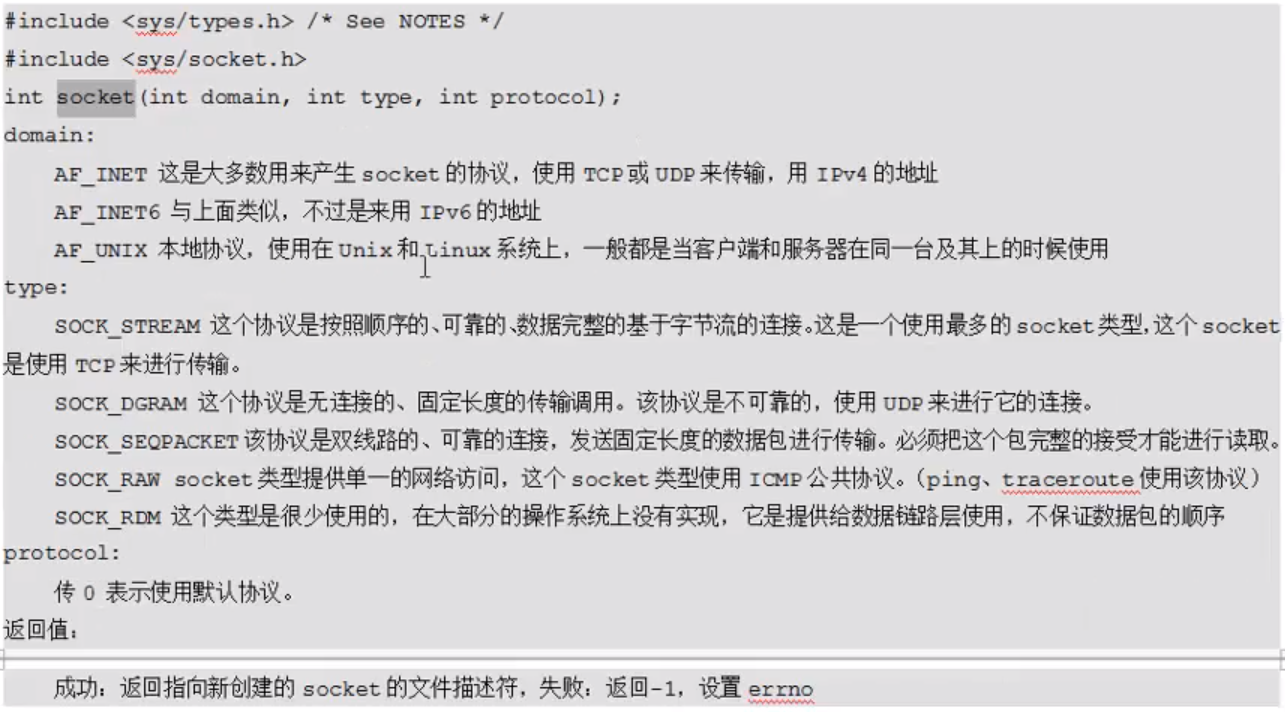 #include <sys/types.h> /* See NOTES */
#include <sys/socket.h>
int socket(int domain, int type, int protocol);
domain:
AF_INET 这是大多数用来产生 socket 的协议，使用 TCP 或 UDP 来传输，用 IPv4 的地址
AF_INET6 与上面类似，不过是来用 IPv6 的地址
AF_UNIX 本地协议，使用在 Unix 和 Linux 系统上，一般都是当客户端和服务器在同一台及其上的时候使用
type:
SOCK_STREAM 这个协议是按照顺序的、可靠的、数据完整的基于字节流的连接。这是一个使用最多的 socket 类型，这个 socket
是使用 TCP 来进行传输。
SOCK_DGRAM 这个协议是无连接的、固定长度的传输调用。该协议是不可靠的，使用 UDP 来进行它的连接。
SOCK_SEQPACKET 该协议是双线路的、可靠的连接，发送固定长度的数据包进行传输。必须把这个包完整的接受才能进行读取。
SOCK_RAW socket 类型提供单一的网络访问，这个 socket 类型使用 ICMP 公共协议。（ping、traceroute 使用该协议）
SOCK_RDM 这个类型是很少使用的，在大部分的操作系统上没有实现，它是提供给数据链路层使用，不保证数据包的顺序
protocol:
传 0 表示使用默认协议。
返回值：
成功：返回指向新创建的 socket 的文件描述符，失败：返回-1，设置 errno